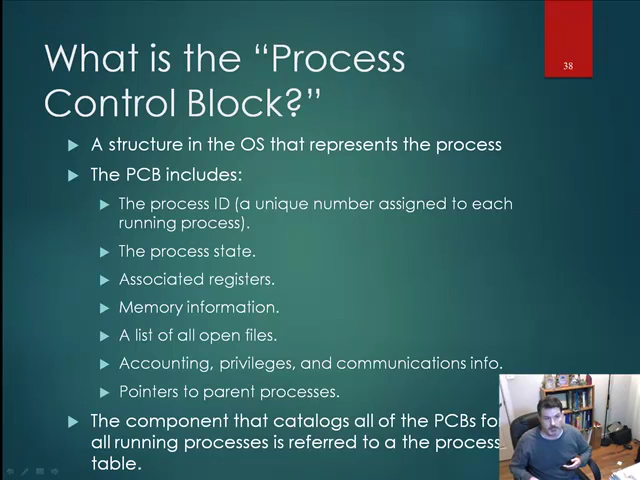 38
What is the “Process
Control Block?”
A structure in the OS that represents the process
The PCB includes:
The process ID (a unique number assigned to each
running process).
The process state.
Associated registers.
Memory information.
A list of all open files.
Accounting, privileges, and communications info.
Pointers to parent processes.
The component that catalogs all of the PCBs fo
all running processes is referred to a the process
table.